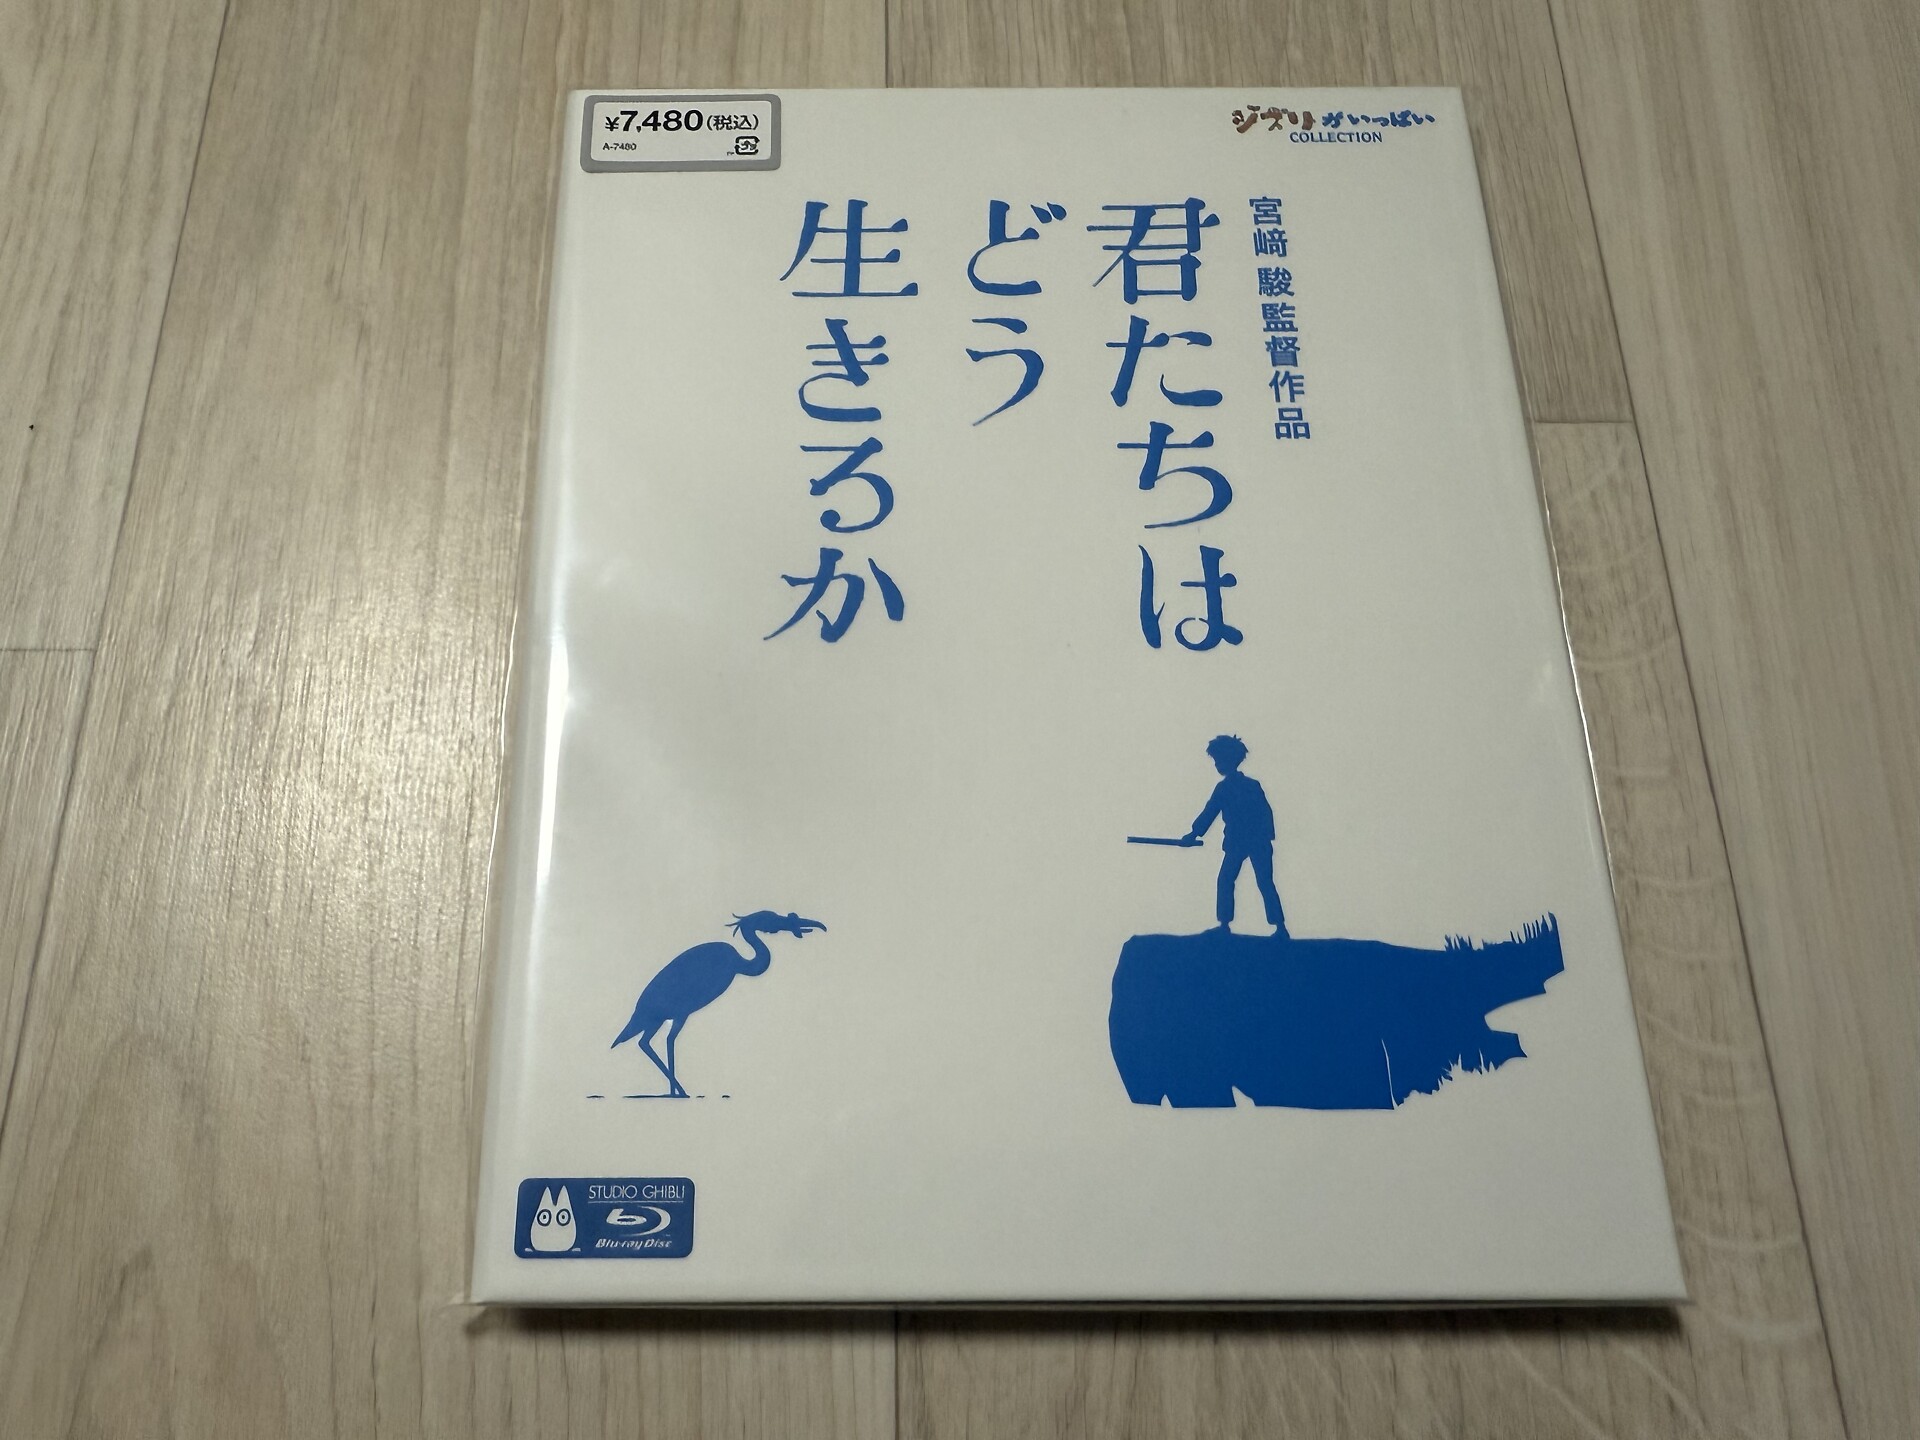 ¥7,480(税込)
A-7480
ジブリがいっぱい
COLLECTION
宮﨑駿監督作品
君たちは
どう
生きるか
STUDIO GHIBLI
Blu-ray Disc